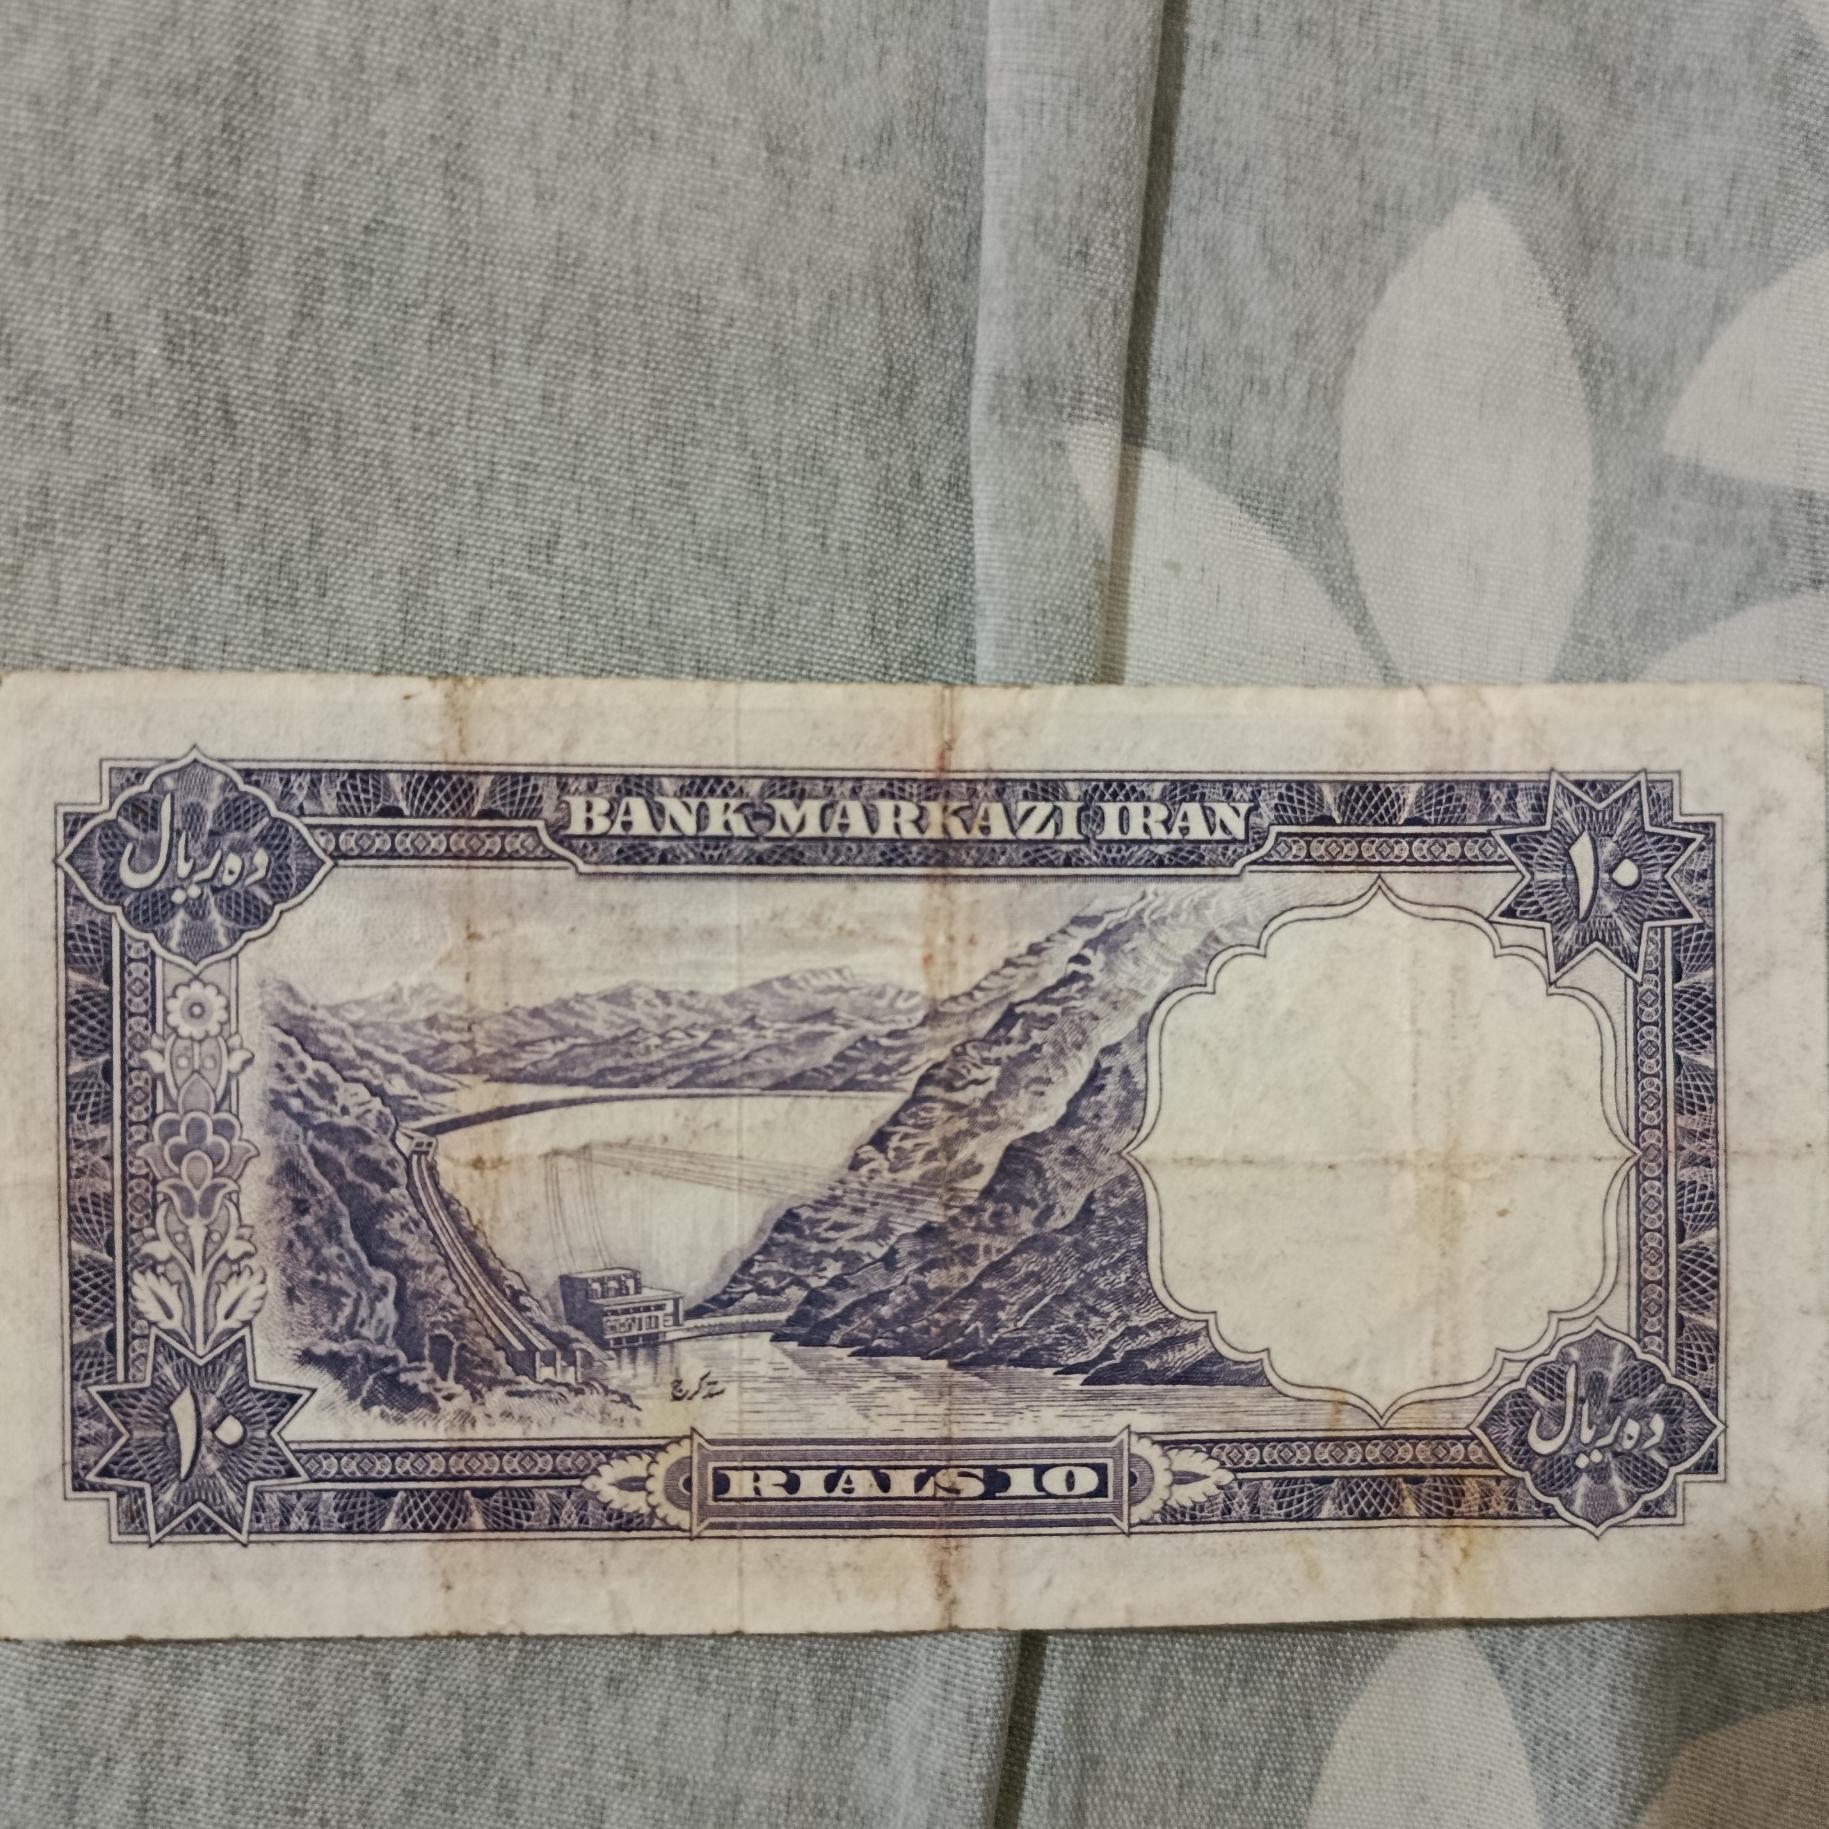 BANK MARKAZI IRAN
ده ریال
۱۰
سد کرج
۱۰
RIALS 10
ده ریال